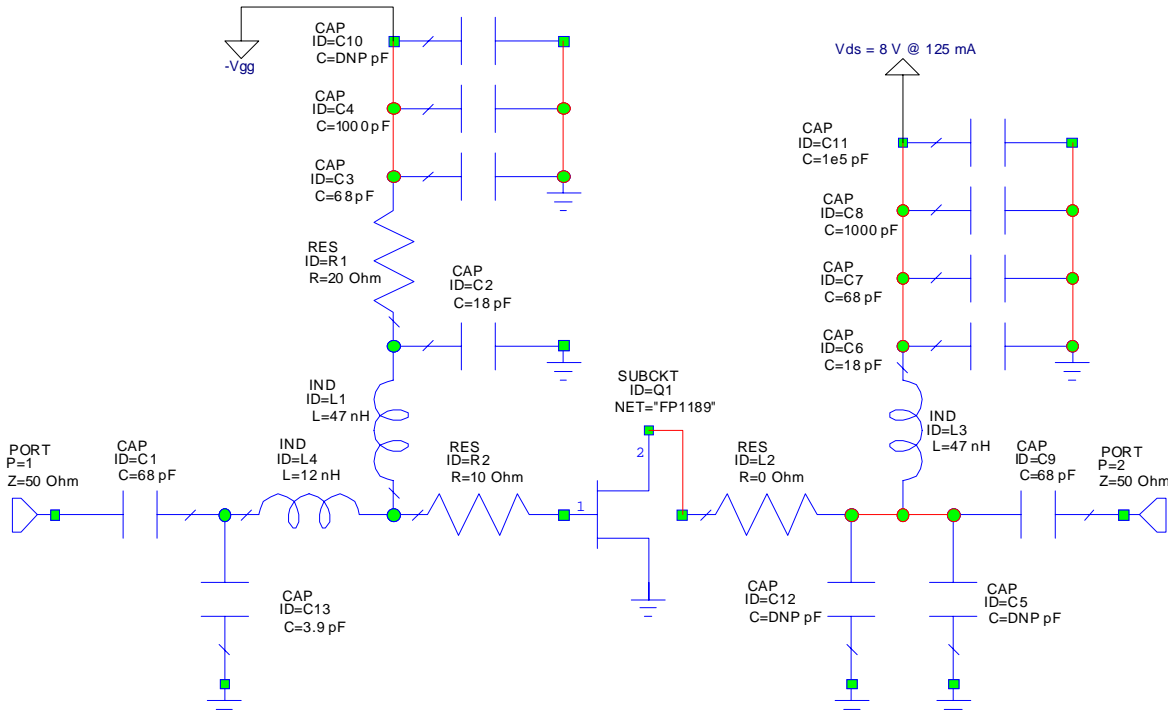 CAP
ID=C10
C=DNP pF
-Vgg
CAP
ID=C4
C=1000 pF
CAP
ID=C3
C=68 pF
RES
ID=R1
R=20 Ohm
CAP
ID=C2
C=18 pF
IND
ID=L1
L=47 nH
PORT
P=1
Z=50 Ohm
CAP
ID=C1
C=68 pF
IND
ID=L4
L=12 nH
RES
ID=R2
R=10 Ohm
CAP
ID=C13
C=3.9 pF
SUBCKT
ID=Q1
NET="FP1189"
2
1
RES
ID=L2
R=0 Ohm
Vds = 8 V @ 125 mA
CAP
ID=C11
C=1e5 pF
CAP
ID=C8
C=1000 pF
CAP
ID=C7
C=68 pF
CAP
ID=C6
C=18 pF
IND
ID=L3
L=47 nH
CAP
ID=C9
C=68 pF
PORT
P=2
Z=50 Ohm
CAP
ID=C12
C=DNP pF
CAP
ID=C5
C=DNP pF